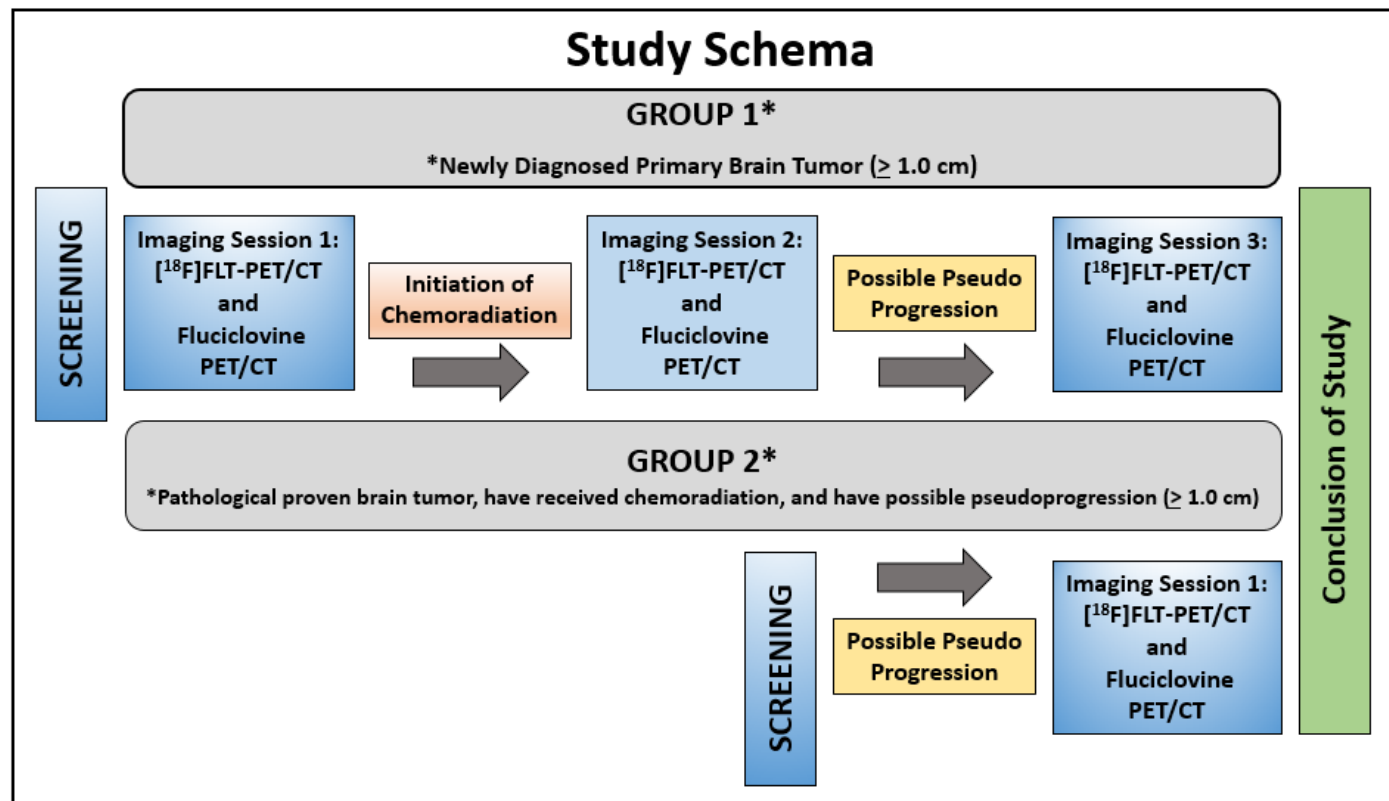 Study Schema
GROUP 1*
*Newly Diagnosed Primary Brain Tumor (≥ 1.0 cm)
SCREENING
Imaging Session 1:
[¹⁸F]FLT-PET/CT
and
Fluciclovine
PET/CT
Initiation of
Chemoradiation
Imaging Session 2:
[¹⁸F]FLT-PET/CT
and
Fluciclovine
PET/CT
Possible Pseudo
Progression
Imaging Session 3:
[¹⁸F]FLT-PET/CT
and
Fluciclovine
PET/CT
Conclusion of Study
GROUP 2*
*Pathological proven brain tumor, have received chemoradiation, and have possible pseudoprogression (≥ 1.0 cm)
SCREENING
Possible Pseudo
Progression
Imaging Session 1:
[¹⁸F]FLT-PET/CT
and
Fluciclovine
PET/CT